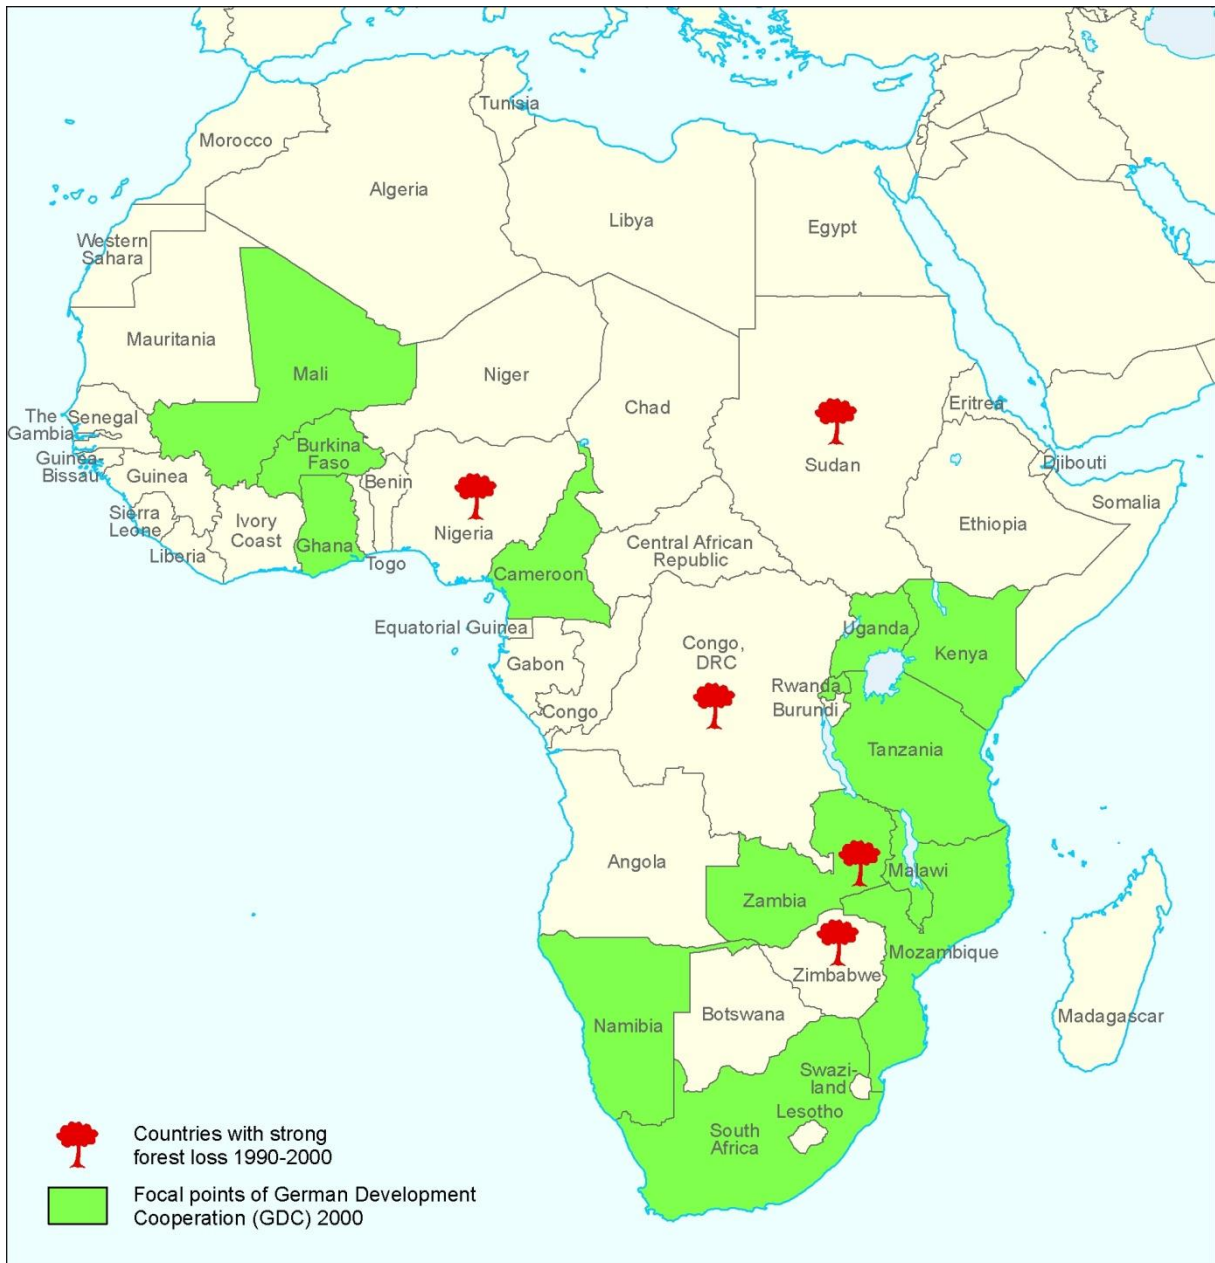 Tunisia
Morocco
Algeria
Libya
Egypt
Western
Sahara
Mauritania
Mali
Niger
Chad
Sudan
Eritrea
The
Gambia
Senegal
Guinea-
Bissau
Guinea
Burkina
Faso
Benin
Djibouti
Somalia
Sierra
Leone
Ivory
Coast
Ghana
Nigeria
Ethiopia
Liberia
Togo
Cameroon
Central African
Republic
Equatorial Guinea
Gabon
Congo
Congo,
DRC
Uganda
Kenya
Rwanda
Burundi
Tanzania
Angola
Zambia
Malawi
Mozambique
Zimbabwe
Namibia
Botswana
Madagascar
Swazi-
land
Lesotho
South
Africa
Countries with strong
forest loss 1990-2000
Focal points of German Development
Cooperation (GDC) 2000